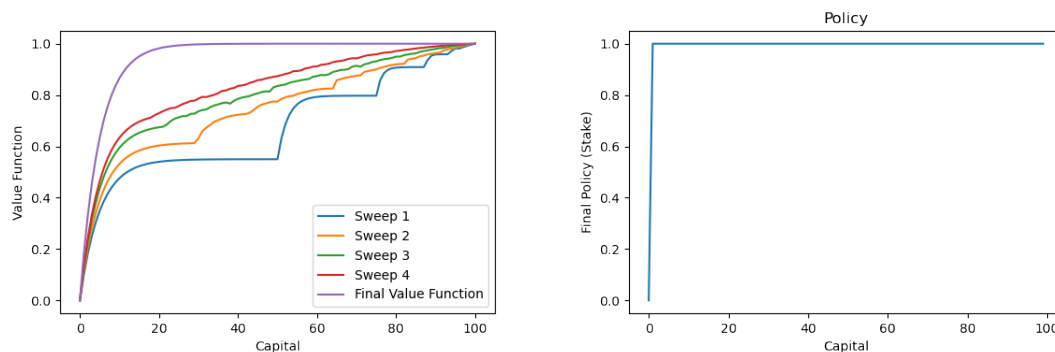 1.0
0.8
0.6
0.4
0.2
0.0
Value Function
0
20
40
60
80
100
Capital
Sweep 1
Sweep 2
Sweep 3
Sweep 4
Final Value Function
Policy
1.0
0.8
0.6
0.4
0.2
0.0
Final Policy (Stake)
0
20
40
60
80
100
Capital